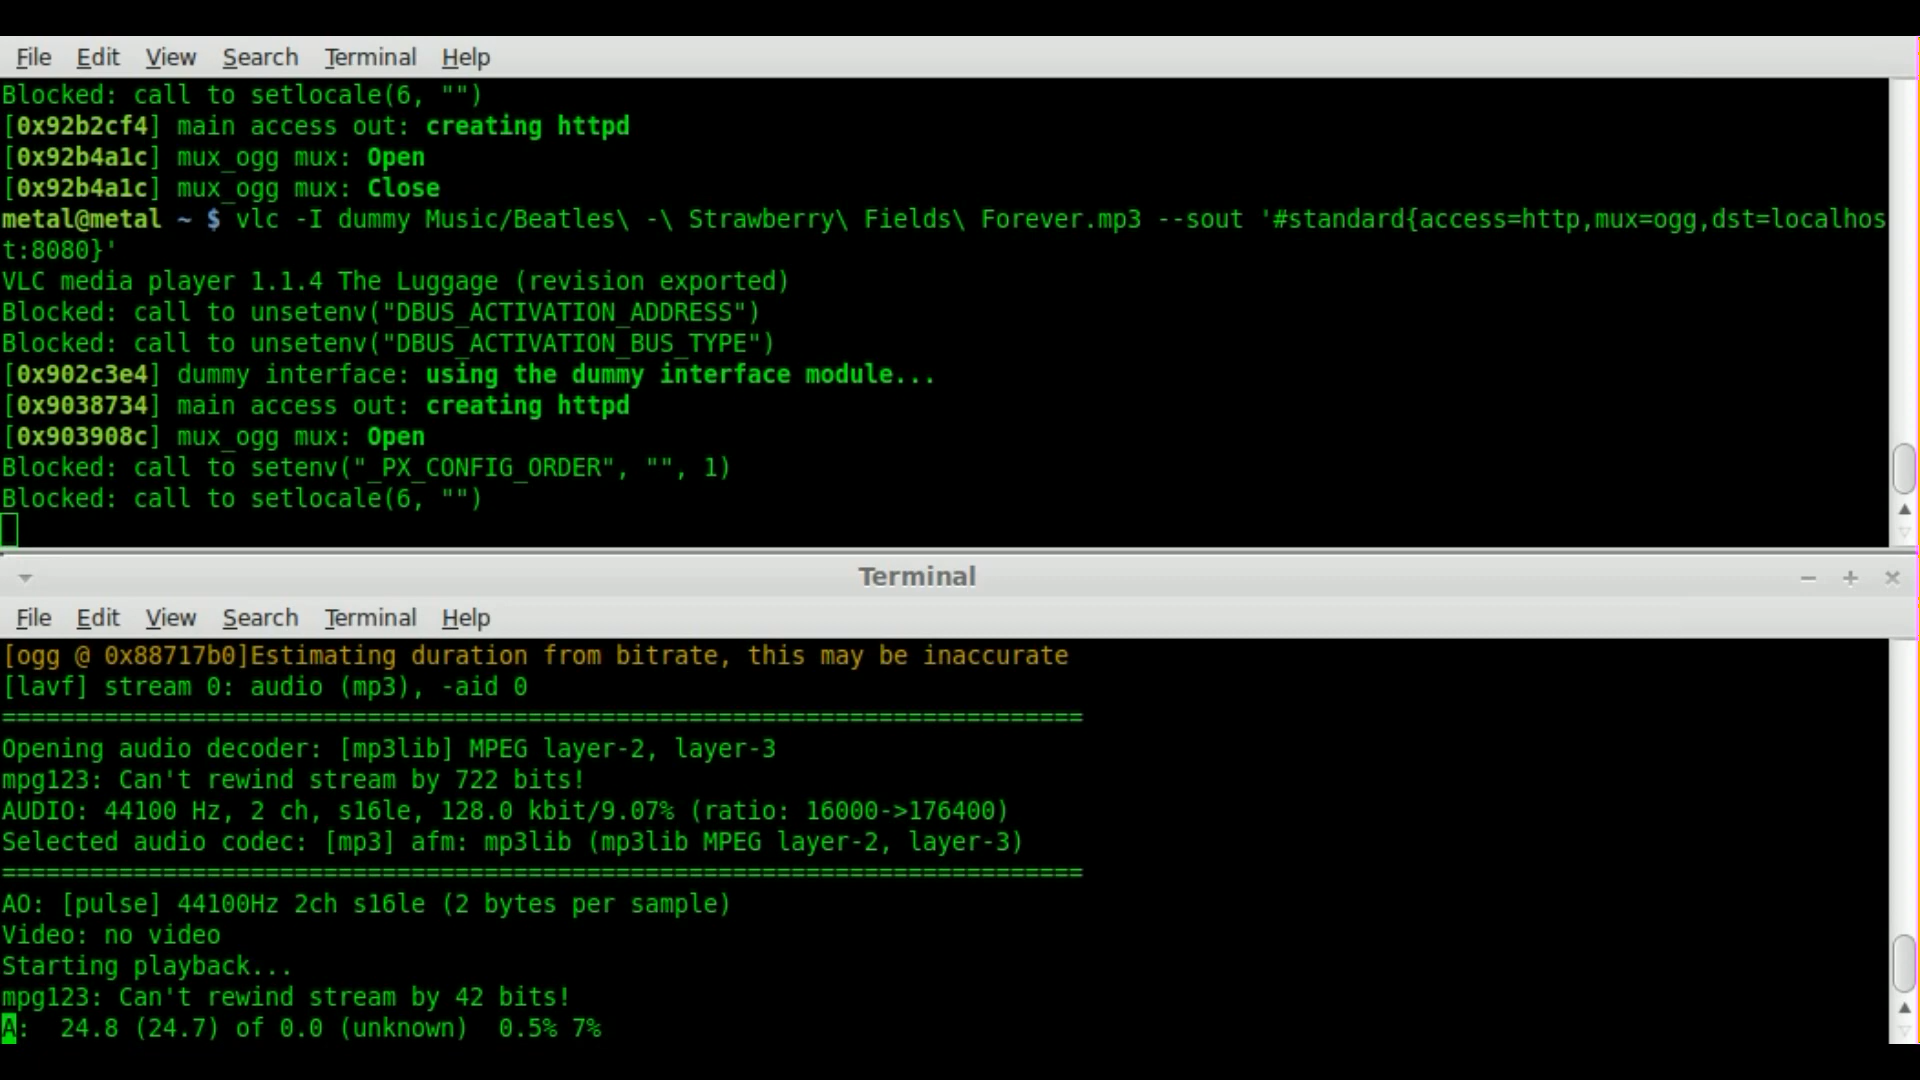 File Edit View Search Terminal Help
Blocked: call to setlocale(6, "")
[0x92b2cf4] main access out: creating httpd
[0x92b4a1c] mux_ogg mux: Open
[0x92b4a1c] mux_ogg mux: Close
metal@metal ~ $ vlc -I dummy Music/Beatles\ -\ Strawberry\ Fields\ Forever.mp3 --sout '#standard{access=http,mux=ogg,dst=localhos
t:8080}'
VLC media player 1.1.4 The Luggage (revision exported)
Blocked: call to unsetenv("DBUS_ACTIVATION_ADDRESS")
Blocked: call to unsetenv("DBUS_ACTIVATION_BUS_TYPE")
[0x902c3e4] dummy interface: using the dummy interface module...
[0x9038734] main access out: creating httpd
[0x903908c] mux_ogg mux: Open
Blocked: call to setenv("_PX_CONFIG_ORDER", "", 1)
Blocked: call to setlocale(6, "")
Terminal
File Edit View Search Terminal Help
[ogg @ 0x88717b0]Estimating duration from bitrate, this may be inaccurate
[lavf] stream 0: audio (mp3), -aid 0
==========================================================================
Opening audio decoder: [mp3lib] MPEG layer-2, layer-3
mpg123: Can't rewind stream by 722 bits!
AUDIO: 44100 Hz, 2 ch, s16le, 128.0 kbit/9.07% (ratio: 16000->176400)
Selected audio codec: [mp3] afm: mp3lib (mp3lib MPEG layer-2, layer-3)
==========================================================================
AO: [pulse] 44100Hz 2ch s16le (2 bytes per sample)
Video: no video
Starting playback...
mpg123: Can't rewind stream by 42 bits!
A:  24.8 (24.7) of 0.0 (unknown)  0.5% 7%